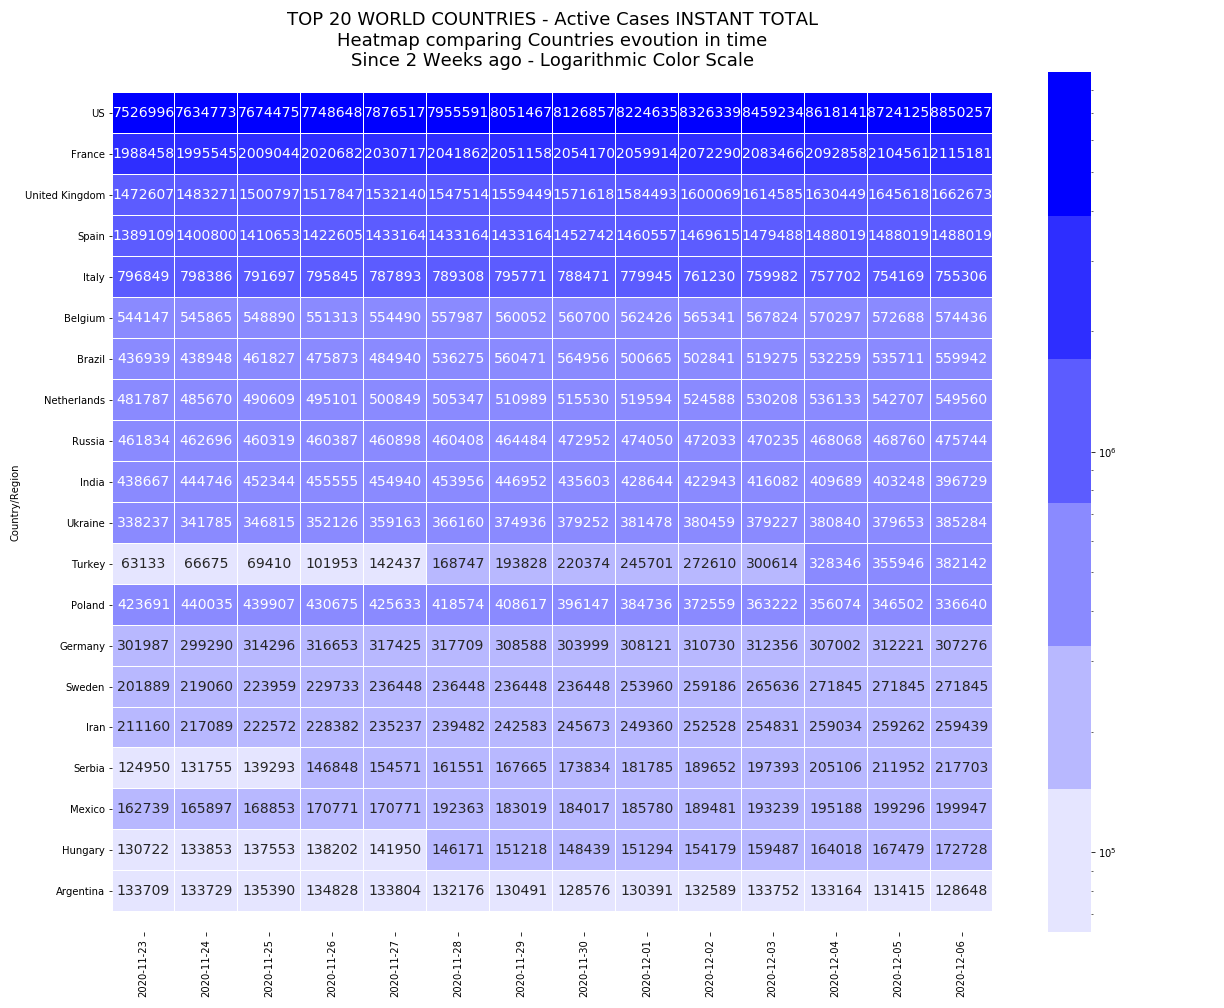 TOP 20 WORLD COUNTRIES - Active Cases INSTANT TOTAL
Heatmap comparing Countries evoution in time
Since 2 Weeks ago - Logarithmic Color Scale
Country/Region
US 7526996 7634773 7674475 7748648 7876517 7955591 8051467 8126857 8224635 8326339 8459234 8618141 8724125 8850257
France 1988458 1995545 2009044 2020682 2030717 2041862 2051158 2054170 2059914 2072290 2083466 2092858 2104561 2115181
United Kingdom 1472607 1483271 1500797 1517847 1532140 1547514 1559449 1571618 1584493 1600069 1614585 1630449 1645618 1662673
Spain 1389109 1400800 1410653 1422605 1433164 1433164 1433164 1452742 1460557 1469615 1479488 1488019 1488019 1488019
Italy 796849 798386 791697 795845 787893 789308 795771 788471 779945 761230 759982 757702 754169 755306
Belgium 544147 545865 548890 551313 554490 557987 560052 560700 562426 565341 567824 570297 572688 574436
Brazil 436939 438948 461827 475873 484940 536275 560471 564956 500665 502841 519275 532259 535711 559942
Netherlands 481787 485670 490609 495101 500849 505347 510989 515530 519594 524588 530208 536133 542707 549560
Russia 461834 462696 460319 460387 460898 460408 464484 472952 474050 472033 470235 468068 468760 475744
India 438667 444746 452344 455555 454940 453956 446952 435603 428644 422943 416082 409689 403248 396729
Ukraine 338237 341785 346815 352126 359163 366160 374936 379252 381478 380459 379227 380840 379653 385284
Turkey 63133 66675 69410 101953 142437 168747 193828 220374 245701 272610 300614 328346 355946 382142
Poland 423691 440035 439907 430675 425633 418574 408617 396147 384736 372559 363222 356074 346502 336640
Germany 301987 299290 314296 316653 317425 317709 308588 303999 308121 310730 312356 307002 312221 307276
Sweden 201889 219060 223959 229733 236448 236448 236448 236448 253960 259186 265636 271845 271845 271845
Iran 211160 217089 222572 228382 235237 239482 242583 245673 249360 252528 254831 259034 259262 259439
Serbia 124950 131755 139293 146848 154571 161551 167665 173834 181785 189652 197393 205106 211952 217703
Mexico 162739 165897 168853 170771 170771 192363 183019 184017 185780 189481 193239 195188 199296 199947
Hungary 130722 133853 137553 138202 141950 146171 151218 148439 151294 154179 159487 164018 167479 172728
Argentina 133709 133729 135390 134828 133804 132176 130491 128576 130391 132589 133752 133164 131415 128648
2020-11-23 2020-11-24 2020-11-25 2020-11-26 2020-11-27 2020-11-28 2020-11-29 2020-11-30 2020-12-01 2020-12-02 2020-12-03 2020-12-04 2020-12-05 2020-12-06
10⁶
10⁵